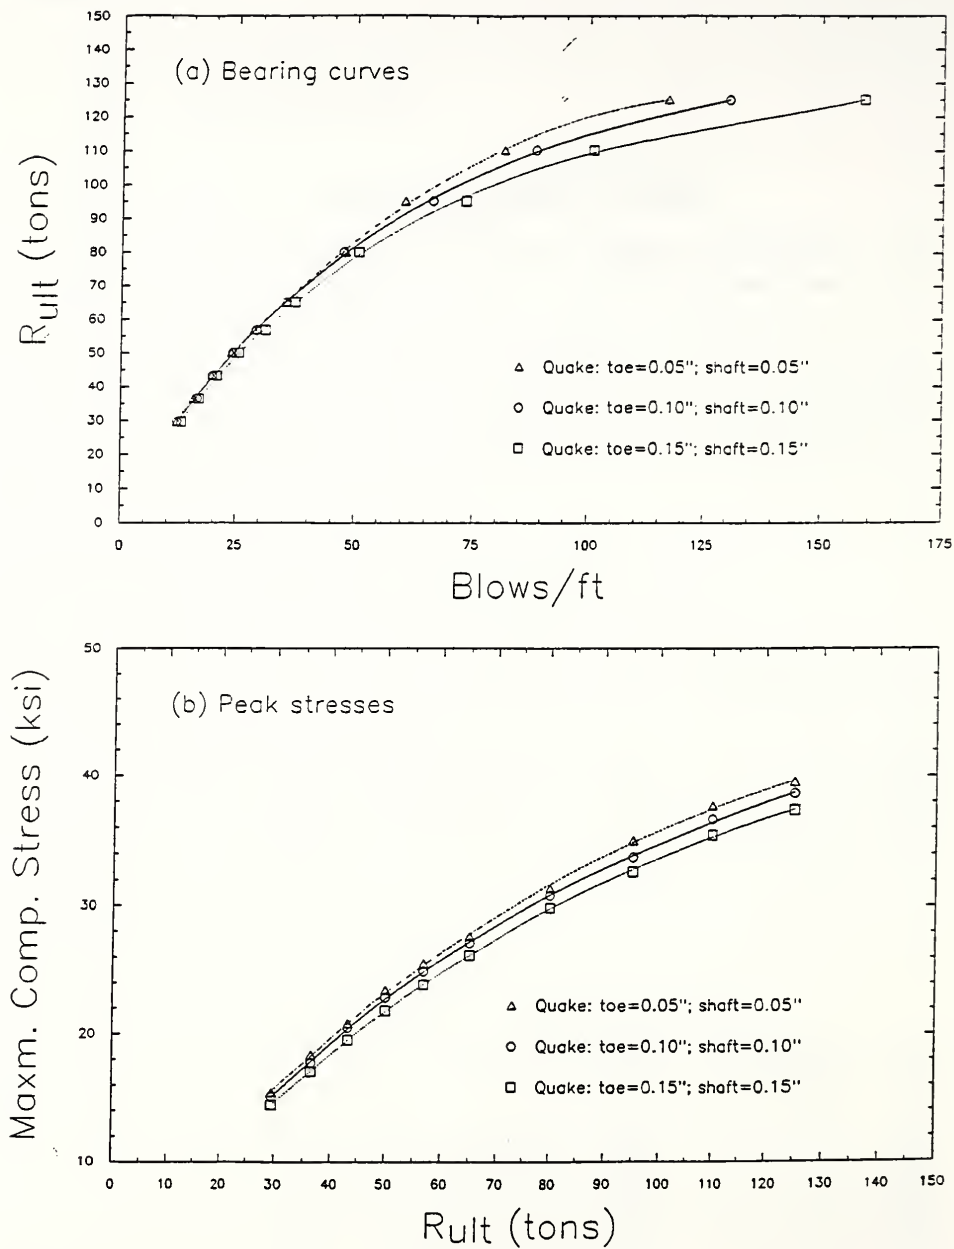 150
140
130
120
110
100
90
80
70
60
50
40
30
20
10
0
Rult (tons)
(a) Bearing curves
Quake: toe=0.05"; shaft=0.05"
Quake: toe=0.10"; shaft=0.10"
Quake: toe=0.15"; shaft=0.15"
0 25 50 75 100 125 150 175
Blows/ft
50
40
30
20
10
Maxm. Comp. Stress (ksi)
(b) Peak stresses
Quake: toe=0.05"; shaft=0.05"
Quake: toe=0.10"; shaft=0.10"
Quake: toe=0.15"; shaft=0.15"
0 10 20 30 40 50 60 70 80 90 100 110 120 130 140 150
Rult (tons)